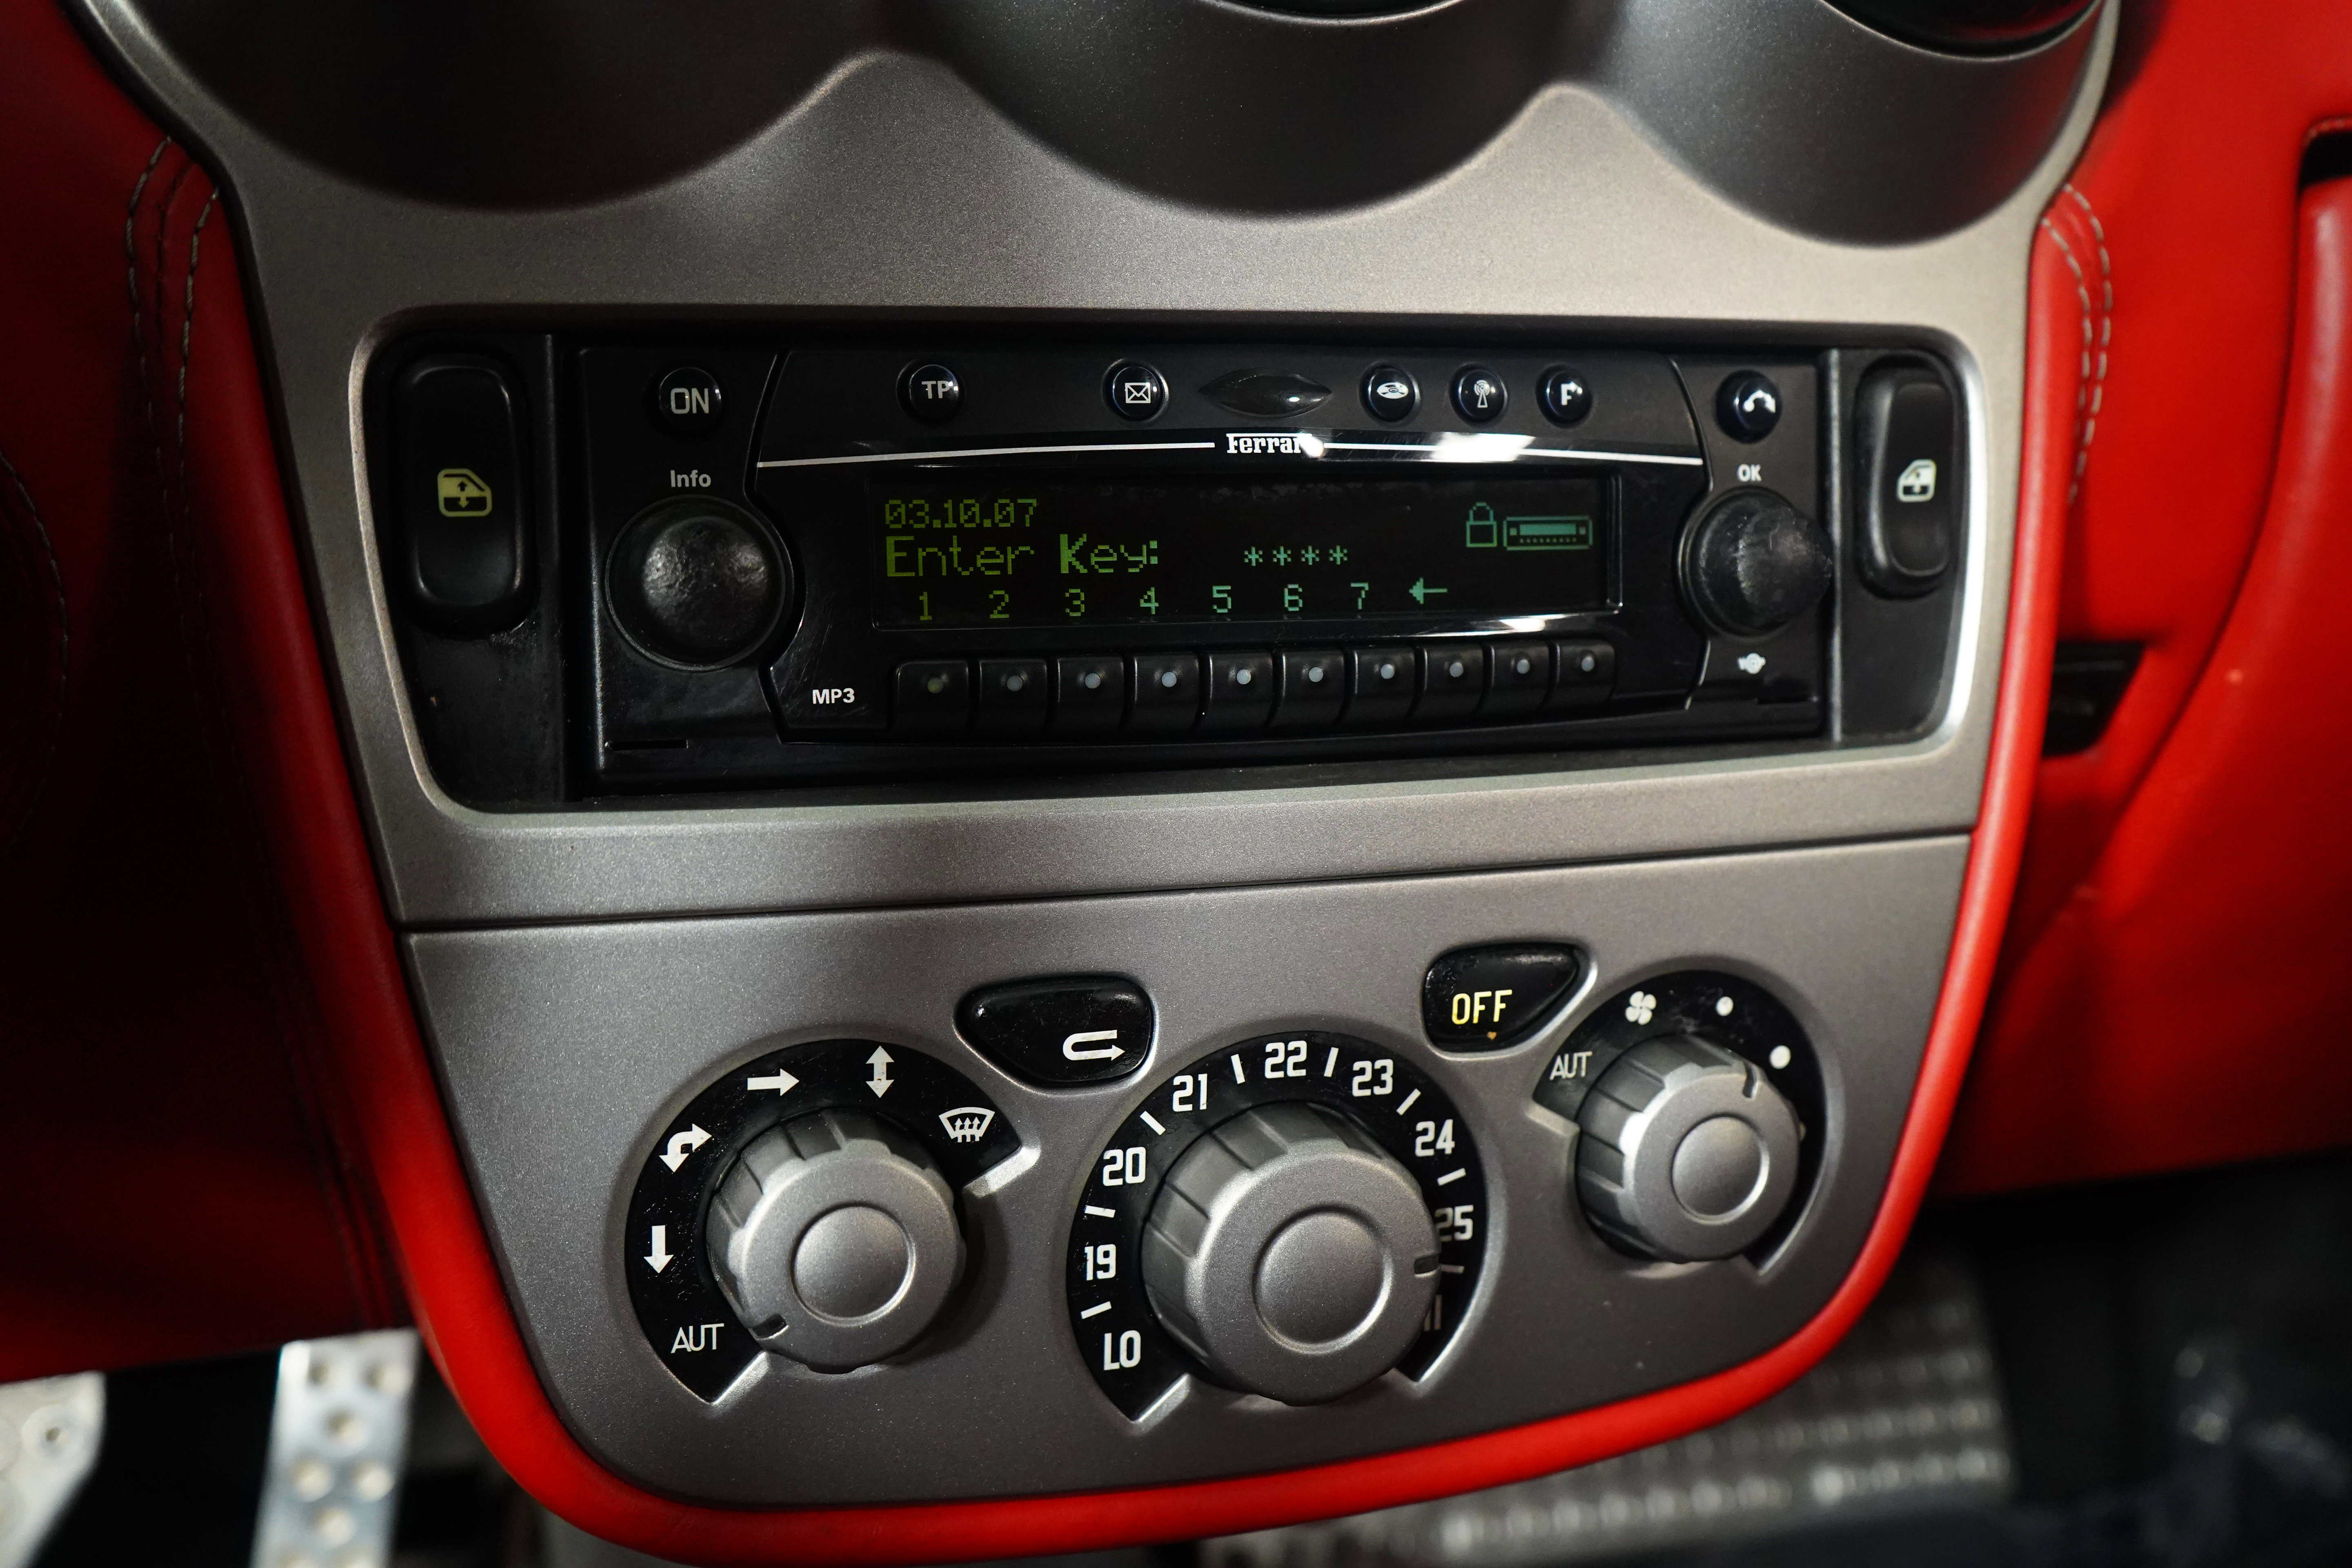 ON
TP
F
Ferrari
Info
OK
03.10.07
Enter Key: ****
1 2 3 4 5 6 7
MP3
OFF
AUT
LO 19 20 21 22 23 24 25
AUT